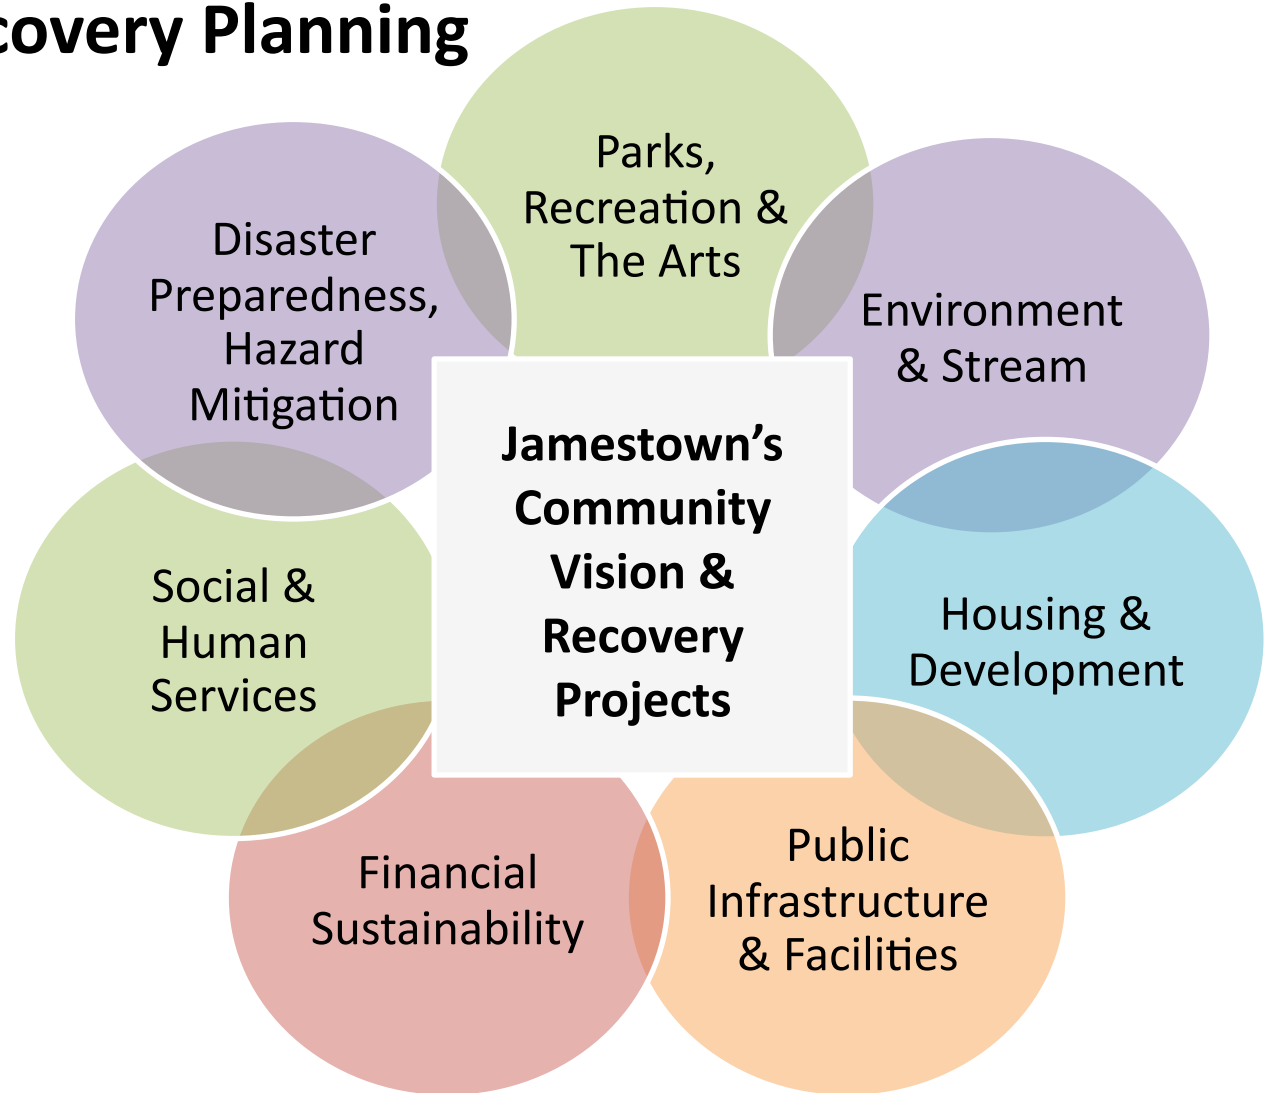 covery Planning
Parks,
Recreation &
The Arts
Disaster
Preparedness,
Hazard
Mitigation
Environment
& Stream
Jamestown’s
Community
Vision &
Recovery
Projects
Social &
Human
Services
Housing &
Development
Financial
Sustainability
Public
Infrastructure
& Facilities